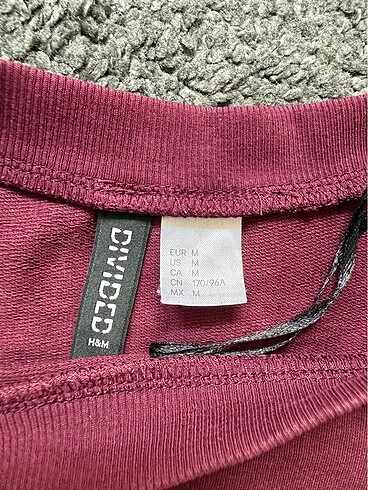 DIVIDED
H&M
EUR M
US M
CA M
CN 170/96A
MX M